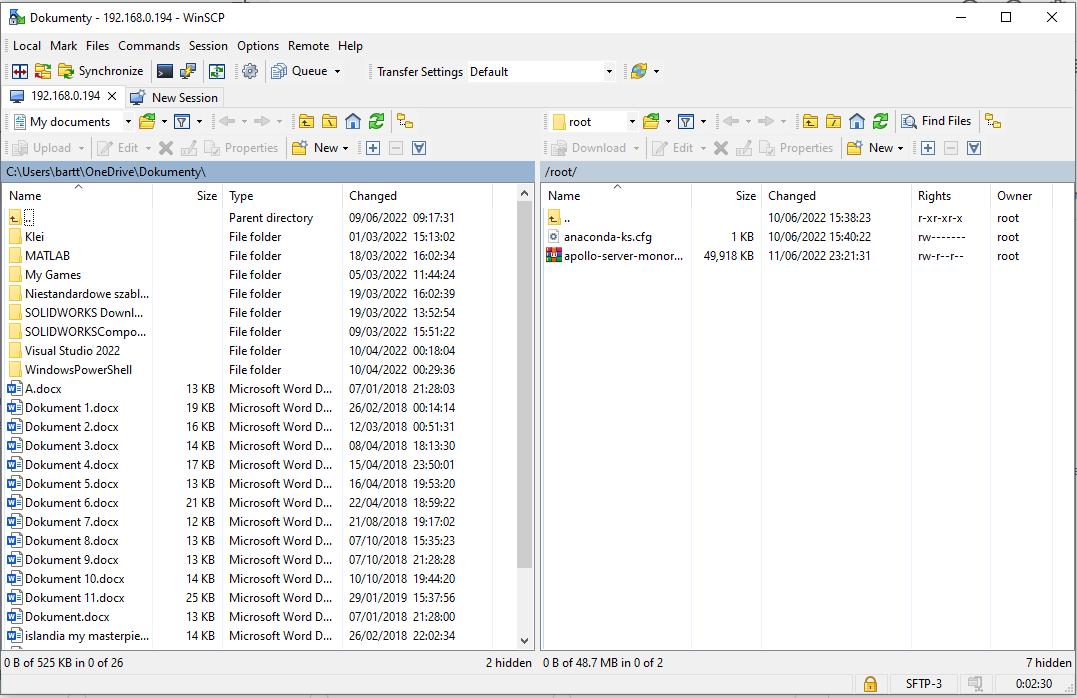 Dokumenty - 192.168.0.194 - WinSCP
Local Mark Files Commands Session Options Remote Help
Synchronize Queue Transfer Settings Default
192.168.0.194 New Session
My documents root Find Files
Upload Edit Properties New Download Edit Properties New
C:\Users\bartt\OneDrive\Dokumenty\ /root/
Name Size Type Changed Name Size Changed Rights Owner
.. Parent directory 09/06/2022 09:17:31 .. 10/06/2022 15:38:23 r-xr-xr-x root
Klei File folder 01/03/2022 15:13:02 anaconda-ks.cfg 1 KB 10/06/2022 15:40:22 rw------- root
MATLAB File folder 18/03/2022 16:02:34 apollo-server-monor... 49,918 KB 11/06/2022 23:21:31 rw-r--r-- root
My Games File folder 05/03/2022 11:44:24
Niestandardowe szabl... File folder 19/03/2022 16:02:39
SOLIDWORKS Downl... File folder 19/03/2022 13:52:54
SOLIDWORKSCompo... File folder 09/03/2022 15:51:22
Visual Studio 2022 File folder 10/04/2022 00:18:04
WindowsPowerShell File folder 10/04/2022 00:29:36
A.docx 13 KB Microsoft Word D... 07/01/2018 21:28:03
Dokument 1.docx 19 KB Microsoft Word D... 26/02/2018 00:14:14
Dokument 2.docx 16 KB Microsoft Word D... 12/03/2018 00:51:31
Dokument 3.docx 14 KB Microsoft Word D... 08/04/2018 18:13:30
Dokument 4.docx 17 KB Microsoft Word D... 15/04/2018 23:50:01
Dokument 5.docx 13 KB Microsoft Word D... 16/04/2018 19:53:20
Dokument 6.docx 21 KB Microsoft Word D... 22/04/2018 18:59:22
Dokument 7.docx 12 KB Microsoft Word D... 21/08/2018 19:17:02
Dokument 8.docx 13 KB Microsoft Word D... 07/10/2018 15:35:23
Dokument 9.docx 13 KB Microsoft Word D... 07/10/2018 21:28:28
Dokument 10.docx 14 KB Microsoft Word D... 10/10/2018 19:44:20
Dokument 11.docx 25 KB Microsoft Word D... 29/01/2019 15:37:56
Dokument.docx 13 KB Microsoft Word D... 07/01/2018 21:28:00
islandia my masterpie... 14 KB Microsoft Word D... 26/02/2018 22:02:34
0 B of 525 KB in 0 of 26 2 hidden 0 B of 48.7 MB in 0 of 2 7 hidden
SFTP-3 0:02:30